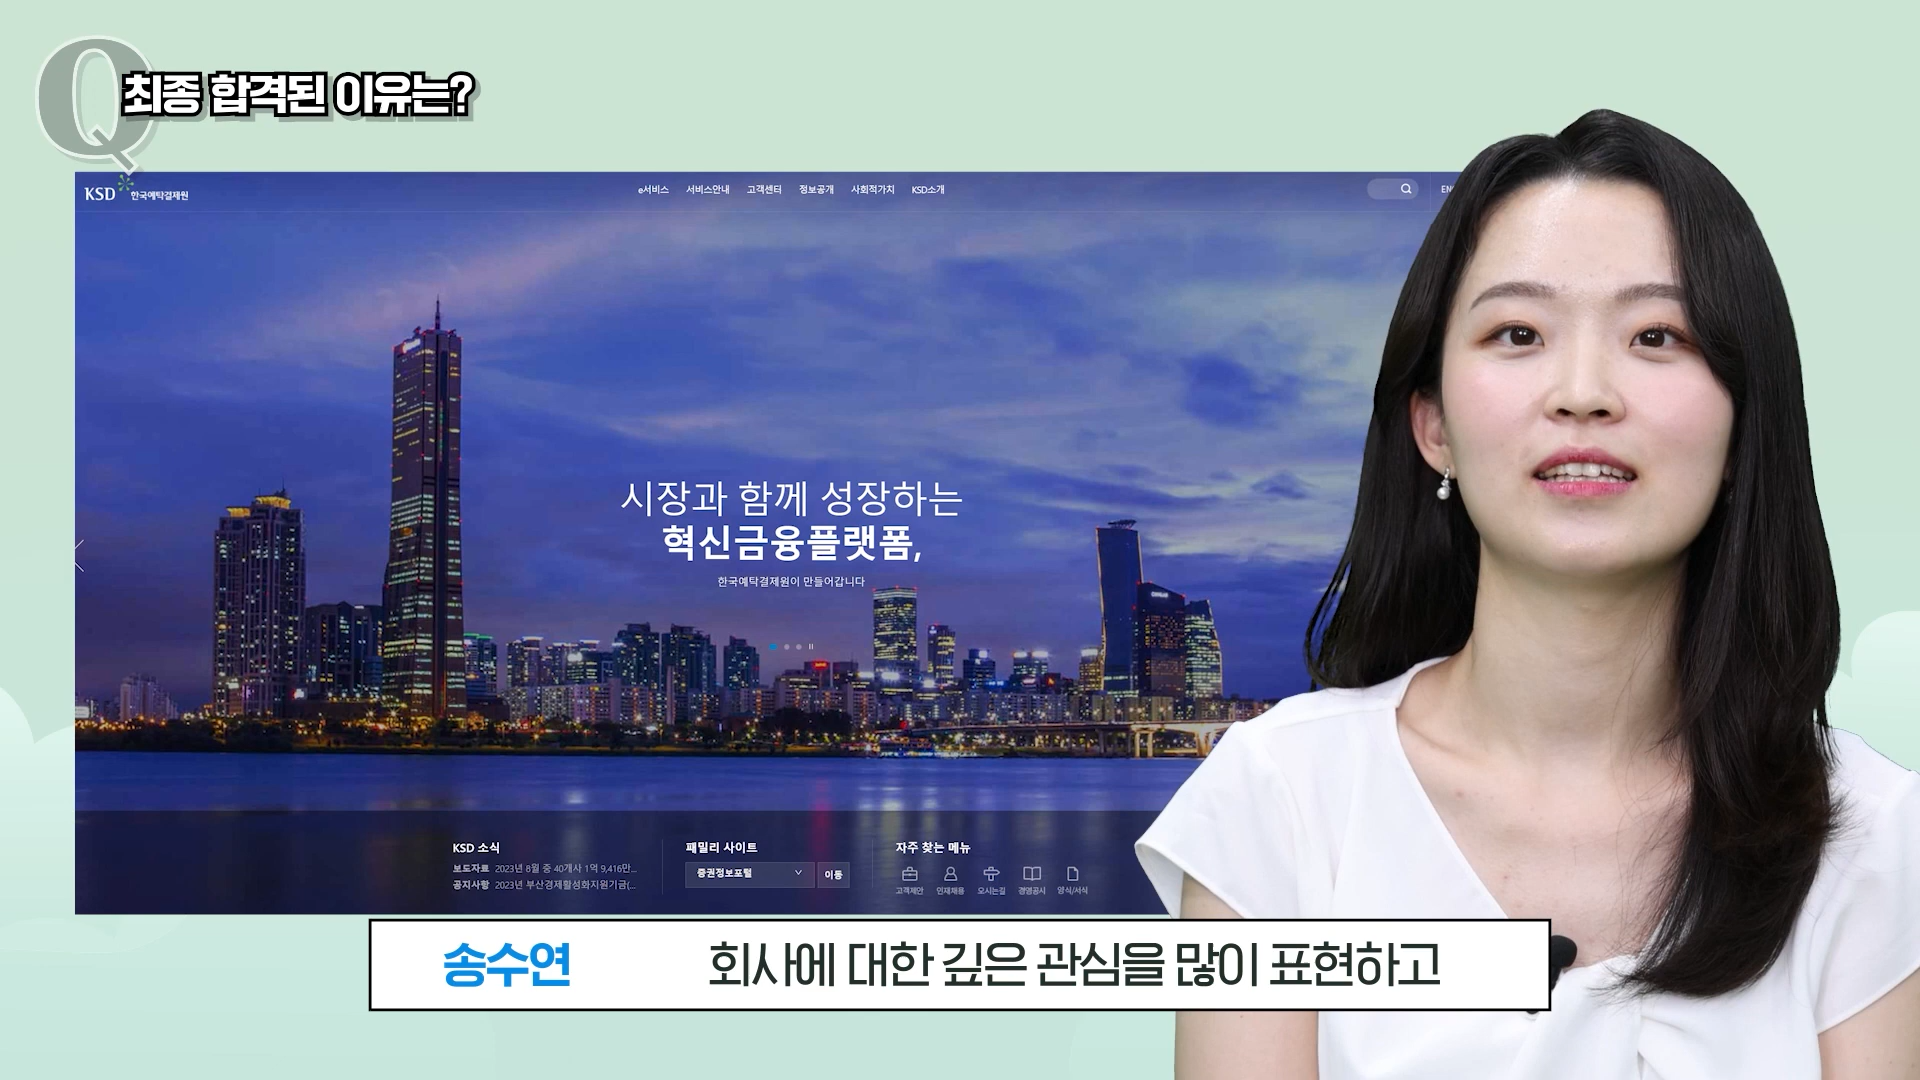 Q 최종 합격된 이유는?
KSD 한국예탁결제원
e서비스 서비스안내 고객센터 정보공개 사회적가치 KSD소개
시장과 함께 성장하는
혁신금융플랫폼,
한국예탁결제원이 만들어갑니다
KSD 소식
보도자료 2023년 8월 중 40개사 1억 9,416만...
공지사항 2023년 부산경제활성화지원기금(...
패밀리 사이트
증권정보포털 이동
자주 찾는 메뉴
고객제안 인재채용 오시는길 경영공시 양식/서식
송수연 회사에 대한 깊은 관심을 많이 표현하고